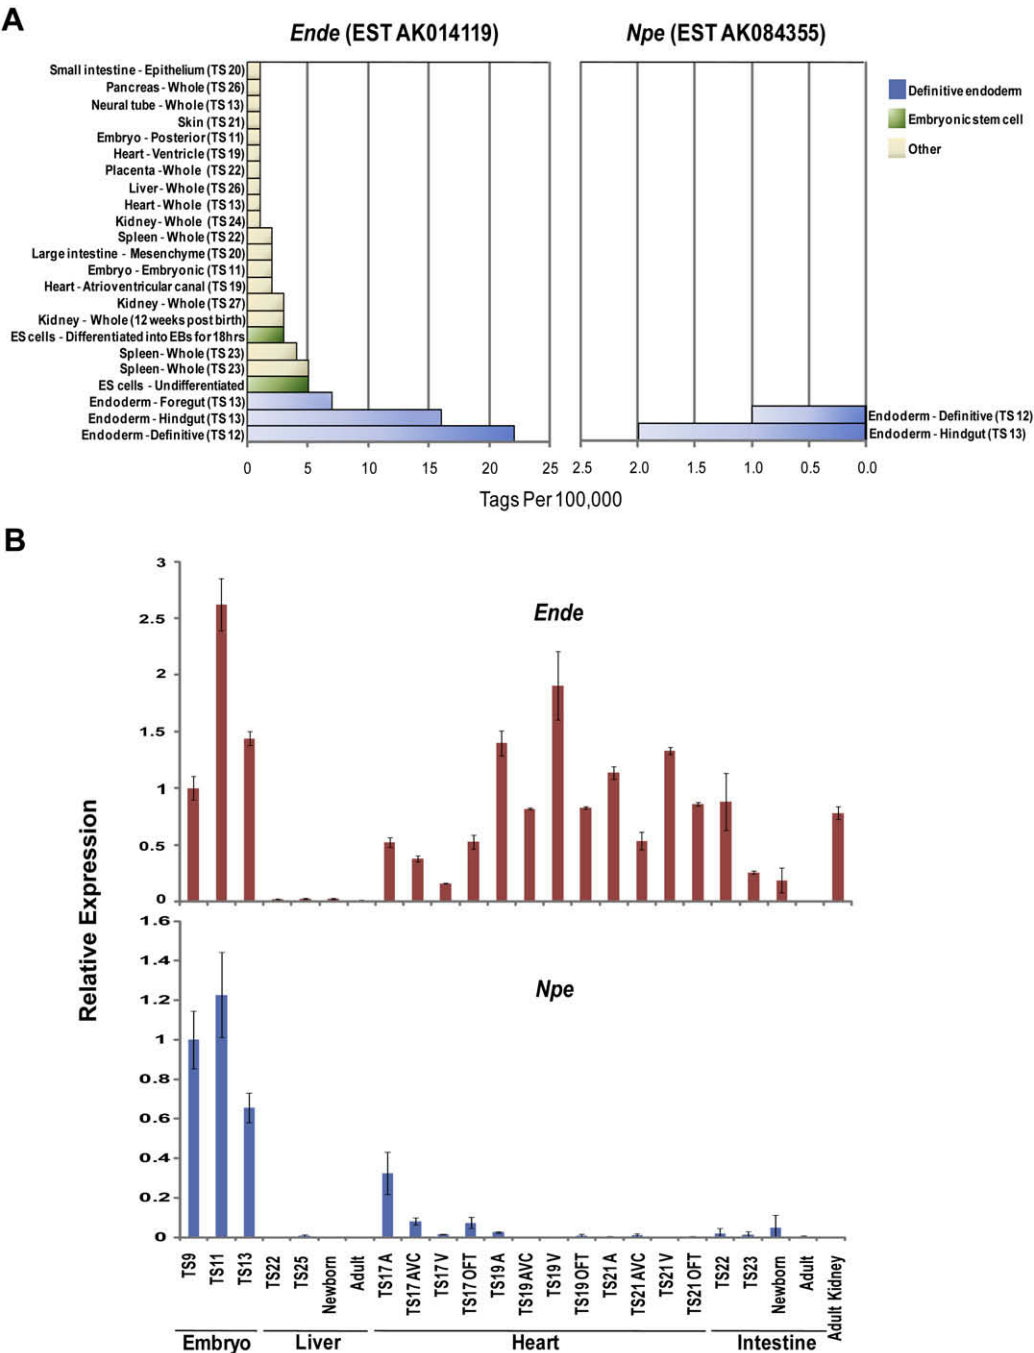 A
Ende (EST AK014119)
Npe (EST AK084355)
Small intestine - Epithelium (TS 20)
Pancreas - Whole (TS 26)
Neural tube - Whole (TS 13)
Skin (TS 21)
Embryo - Posterior (TS 11)
Heart - Ventricle (TS 19)
Placenta - Whole (TS 22)
Liver - Whole (TS 26)
Heart - Whole (TS 13)
Kidney - Whole (TS 24)
Spleen - Whole (TS 22)
Large intestine - Mesenchyme (TS 20)
Embryo - Embryonic (TS 11)
Heart - Atrioventricular canal (TS 19)
Kidney - Whole (TS 27)
Kidney - Whole (12 weeks post birth)
ES cells - Differentiated into EBs for 18hrs
Spleen - Whole (TS 23)
Spleen - Whole (TS 23)
ES cells - Undifferentiated
Endoderm - Foregut (TS 13)
Endoderm - Hindgut (TS 13)
Endoderm - Definitive (TS 12)
Definitive endoderm
Embryonic stem cell
Other
Endoderm - Definitive (TS 12)
Endoderm - Hindgut (TS 13)
0 5 10 15 20 25
2.5 2.0 1.5 1.0 0.5 0.0
Tags Per 100,000
B
Relative Expression
Ende
3
2.5
2
1.5
1
0.5
0
Npe
1.6
1.4
1.2
1
0.8
0.6
0.4
0.2
0
TS9
TS11
TS13
TS22
TS25
Newborn
Adult
TS17 A
TS17 AVC
TS17 V
TS17 OFT
TS19 A
TS19 AVC
TS19 V
TS19 OFT
TS21 A
TS21 AVC
TS21 V
TS21 OFT
TS22
TS23
Newborn
Adult
Adult Kidney
Embryo
Liver
Heart
Intestine